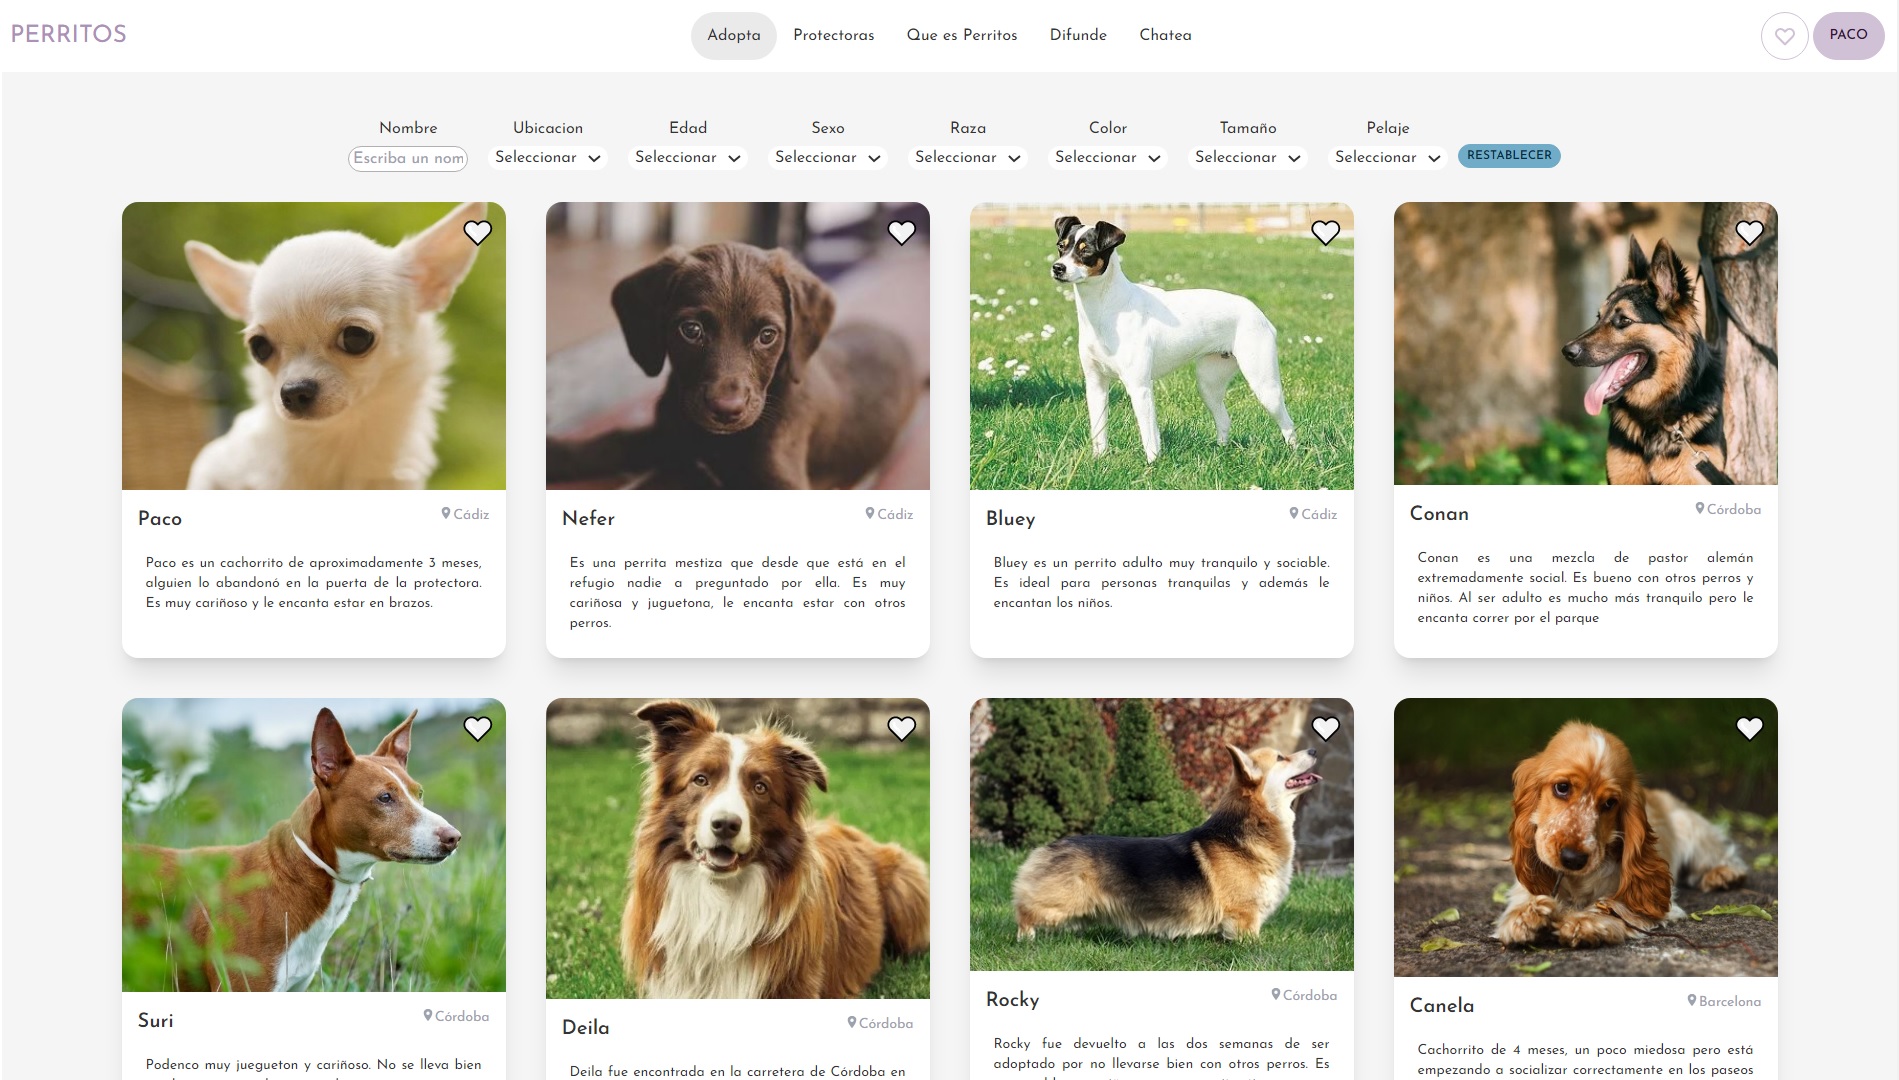 PERRITOS
Adopta
Protectoras
Que es Perritos
Difunde
Chatea
PACO
Nombre
Ubicacion
Edad
Sexo
Raza
Color
Tamaño
Pelaje
Escriba un nom
Seleccionar
Seleccionar
Seleccionar
Seleccionar
Seleccionar
Seleccionar
Seleccionar
RESTABLECER
Paco
Cádiz
Paco es un cachorrito de aproximadamente 3 meses,
alguien lo abandonó en la puerta de la protectora.
Es muy cariñoso y le encanta estar en brazos.
Nefer
Cádiz
Es una perrita mestiza que desde que está en el
refugio nadie a preguntado por ella. Es muy
cariñosa y juguetona, le encanta estar con otros
perros.
Bluey
Cádiz
Bluey es un perrito adulto muy tranquilo y sociable.
Es ideal para personas tranquilas y además le
encantan los niños.
Conan
Córdoba
Conan es una mezcla de pastor alemán
extremadamente social. Es bueno con otros perros y
niños. Al ser adulto es mucho más tranquilo pero le
encanta correr por el parque
Suri
Córdoba
Podenco muy juegueton y cariñoso. No se lleva bien
Deila
Córdoba
Deila fue encontrada en la carretera de Córdoba en
Rocky
Córdoba
Rocky fue devuelto a las dos semanas de ser
adoptado por no llevarse bien con otros perros. Es
Canela
Barcelona
Cachorrito de 4 meses, un poco miedosa pero está
empezando a socializar correctamente en los paseos